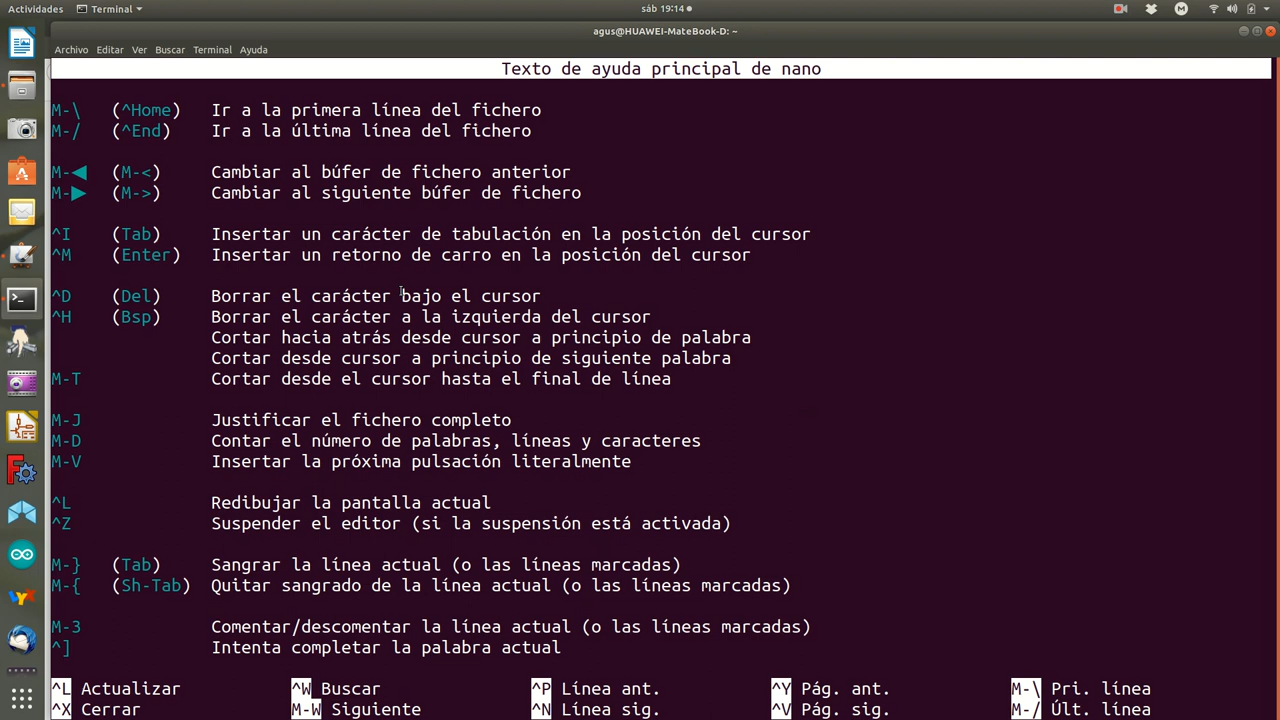 Actividades Terminal sáb 19:14
agus@HUAWEI-MateBook-D: ~
Archivo Editar Ver Buscar Terminal Ayuda
Texto de ayuda principal de nano
M-\ (^Home) Ir a la primera línea del fichero
M-/ (^End) Ir a la última línea del fichero
M-◀ (M-<) Cambiar al búfer de fichero anterior
M-▶ (M->) Cambiar al siguiente búfer de fichero
^I (Tab) Insertar un carácter de tabulación en la posición del cursor
^M (Enter) Insertar un retorno de carro en la posición del cursor
^D (Del) Borrar el carácter bajo el cursor
^H (Bsp) Borrar el carácter a la izquierda del cursor
Cortar hacia atrás desde cursor a principio de palabra
Cortar desde cursor a principio de siguiente palabra
M-T Cortar desde el cursor hasta el final de línea
M-J Justificar el fichero completo
M-D Contar el número de palabras, líneas y caracteres
M-V Insertar la próxima pulsación literalmente
^L Redibujar la pantalla actual
^Z Suspender el editor (si la suspensión está activada)
M-} (Tab) Sangrar la línea actual (o las líneas marcadas)
M-{ (Sh-Tab) Quitar sangrado de la línea actual (o las líneas marcadas)
M-3 Comentar/descomentar la línea actual (o las líneas marcadas)
^] Intenta completar la palabra actual
^L Actualizar ^W Buscar ^P Línea ant. ^Y Pág. ant. M-\ Pri. línea
^X Cerrar M-W Siguiente ^N Línea sig. ^V Pág. sig. M-/ Últ. línea